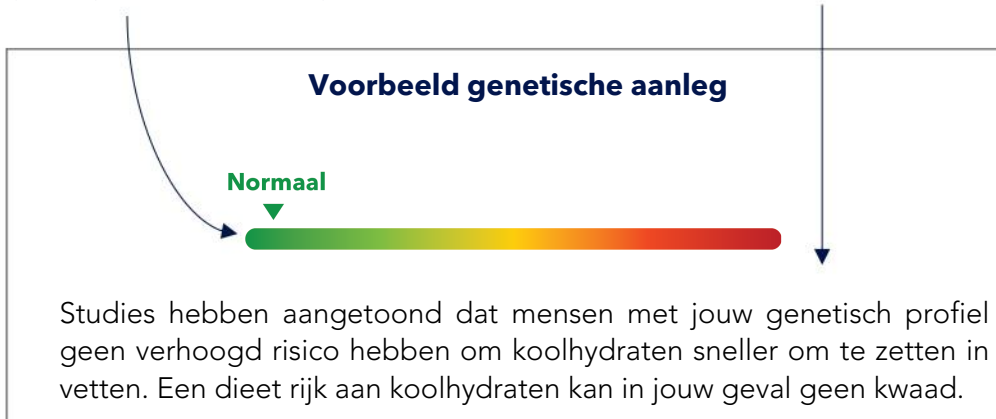 Voorbeeld genetische aanleg
Normaal
Studies hebben aangetoond dat mensen met jouw genetisch profiel
geen verhoogd risico hebben om koolhydraten sneller om te zetten in
vetten. Een dieet rijk aan koolhydraten kan in jouw geval geen kwaad.